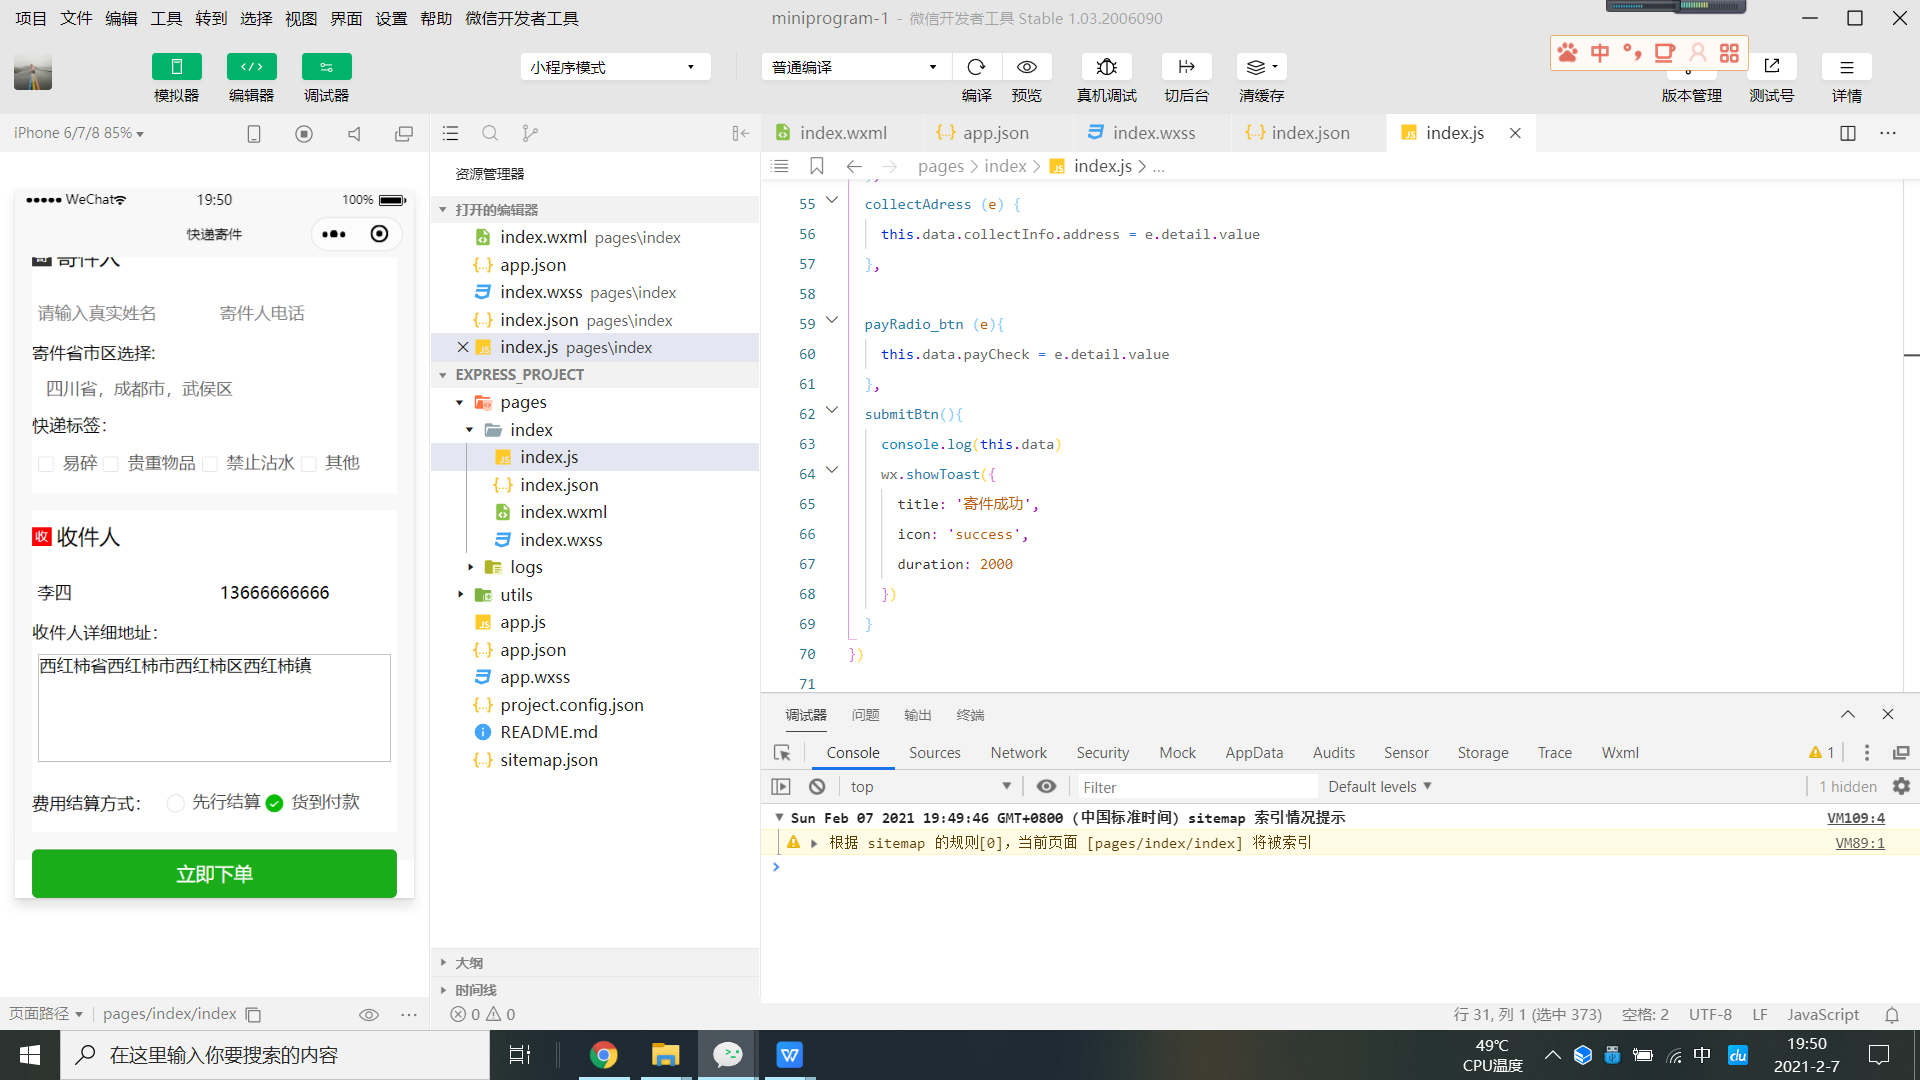 项目 文件 编辑 工具 转到 选择 视图 界面 设置 帮助 微信开发者工具
miniprogram-1 - 微信开发者工具 Stable 1.03.2006090
模拟器 编辑器 调试器
小程序模式
普通编译
编译 预览 真机调试 切后台 清缓存
中
版本管理 测试号 详情
iPhone 6/7/8 85%
WeChat 19:50 100%
快递寄件
寄件人
请输入真实姓名 寄件人电话
寄件省市区选择:
四川省，成都市，武侯区
快递标签：
易碎 贵重物品 禁止沾水 其他
收 收件人
李四 13666666666
收件人详细地址：
西红柿省西红柿市西红柿区西红柿镇
费用结算方式： 先行结算 货到付款
立即下单
页面路径 pages/index/index
资源管理器
打开的编辑器
index.wxml pages\index
app.json
index.wxss pages\index
index.json pages\index
index.js pages\index
EXPRESS_PROJECT
pages
index
index.js
index.json
index.wxml
index.wxss
logs
utils
app.js
app.json
app.wxss
project.config.json
README.md
sitemap.json
大纲
时间线
0 0
index.wxml app.json index.wxss index.json index.js
pages > index > index.js > ...
55 collectAdress (e) {
56 this.data.collectInfo.address = e.detail.value
57 },
58
59 payRadio_btn (e){
60 this.data.payCheck = e.detail.value
61 },
62 submitBtn(){
63 console.log(this.data)
64 wx.showToast({
65 title: '寄件成功',
66 icon: 'success',
67 duration: 2000
68 })
69 }
70 })
71
调试器 问题 输出 终端
Console Sources Network Security Mock AppData Audits Sensor Storage Trace Wxml 1
top Filter Default levels 1 hidden
Sun Feb 07 2021 19:49:46 GMT+0800 (中国标准时间) sitemap 索引情况提示 VM109:4
根据 sitemap 的规则[0]，当前页面 [pages/index/index] 将被索引 VM89:1
行 31, 列 1 (选中 373) 空格: 2 UTF-8 LF JavaScript
在这里输入你要搜索的内容
49℃
CPU温度
中
du
19:50
2021-2-7